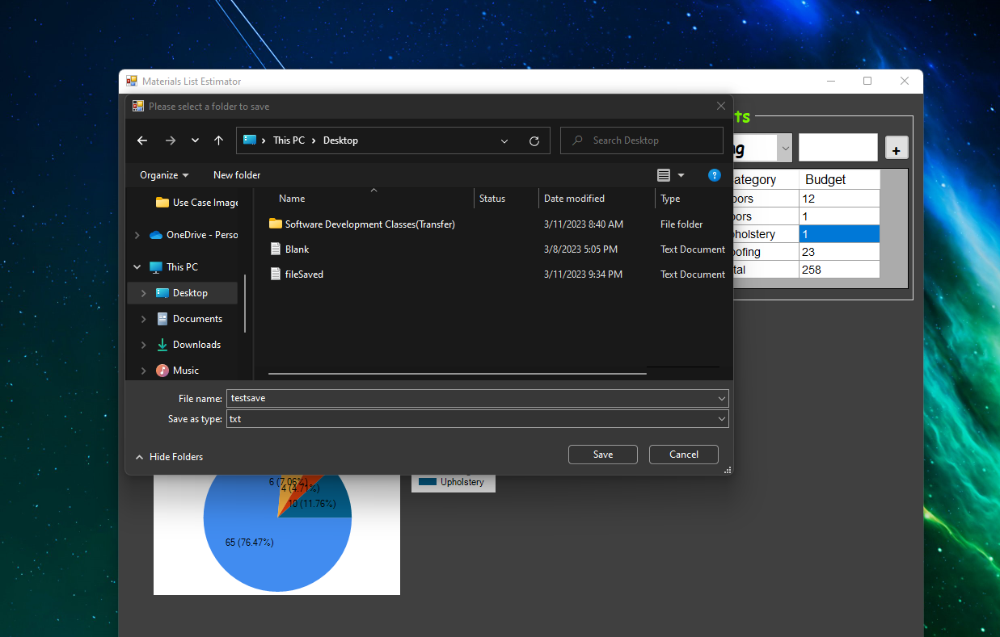 Materials List Estimator
Please select a folder to save
This PC
Desktop
Search Desktop
+
Organize
New folder
?
Use Case Image
OneDrive - Perso
This PC
Desktop
Documents
Downloads
Music
Name
Status
Date modified
Type
Software Development Classes(Transfer)
3/11/2023 8:40 AM
File folder
Blank
3/8/2023 5:05 PM
Text Document
fileSaved
3/11/2023 9:34 PM
Text Document
ategory
Budget
oors
12
oors
1
pholstery
1
oofing
23
tal
258
File name:
testsave
Save as type:
txt
Hide Folders
Save
Cancel
6 (7.06%)
4 (4.71%)
10 (11.76%)
65 (76.47%)
Upholstery